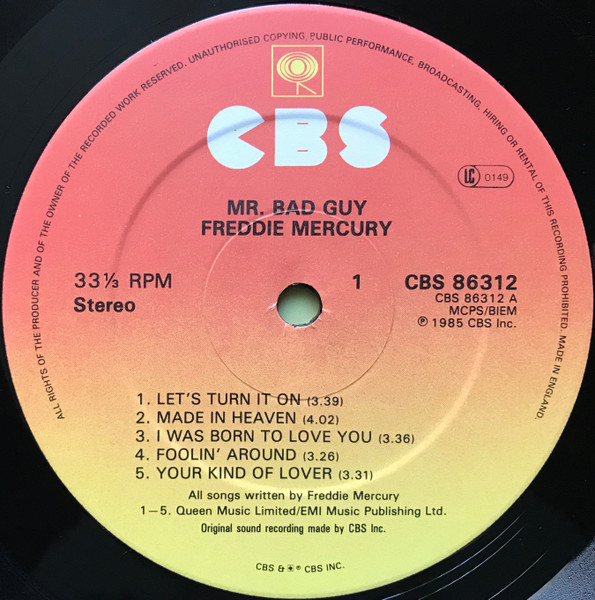 ALL RIGHTS OF THE PRODUCER AND OF THE OWNER OF THE RECORDED WORK RESERVED. UNAUTHORISED COPYING, PUBLIC PERFORMANCE, BROADCASTING, HIRING OR RENTAL OF THIS RECORDING PROHIBITED. MADE IN ENGLAND.
CBS
LC 0149
MR. BAD GUY
FREDDIE MERCURY
33⅓ RPM 1 CBS 86312
Stereo CBS 86312 A
MCPS/BIEM
℗ 1985 CBS Inc.
1. LET'S TURN IT ON (3.39)
2. MADE IN HEAVEN (4.02)
3. I WAS BORN TO LOVE YOU (3.36)
4. FOOLIN' AROUND (3.26)
5. YOUR KIND OF LOVER (3.31)
All songs written by Freddie Mercury
1—5. Queen Music Limited/EMI Music Publishing Ltd.
Original sound recording made by CBS Inc.
CBS & ® CBS INC.